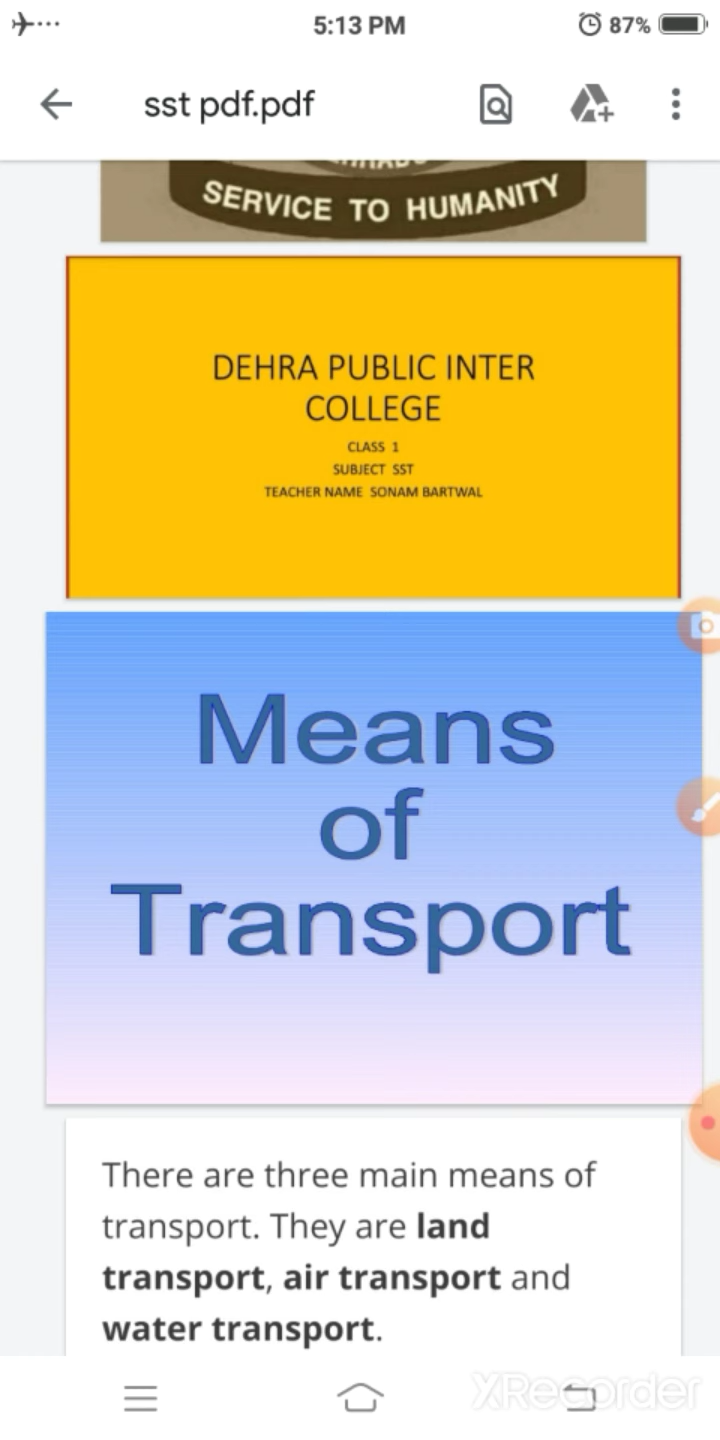 5:13 PM
87%
sst pdf.pdf
SERVICE TO HUMANITY
DEHRA PUBLIC INTER
COLLEGE
CLASS 1
SUBJECT SST
TEACHER NAME SONAM BARTWAL
Means
of
Transport
There are three main means of
transport. They are land
transport, air transport and
water transport.
XRecorder